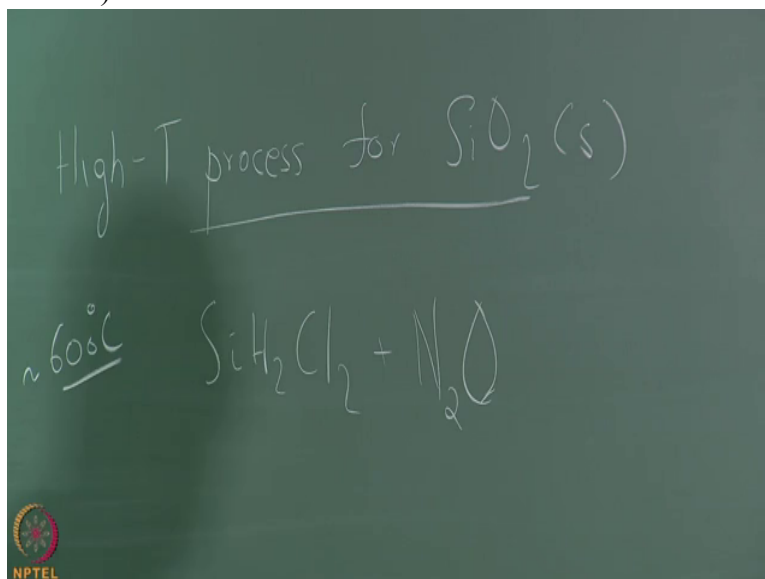 )
High-T process for SiO₂(s)
~600°C SiH₂Cl₂ + N₂O
NPTEL